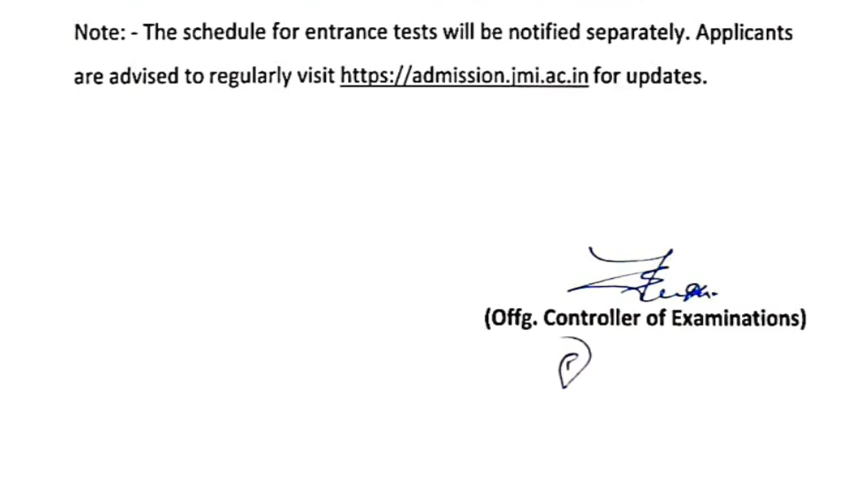 Note: - The schedule for entrance tests will be notified separately. Applicants
are advised to regularly visit https://admission.jmi.ac.in for updates.
(Offg. Controller of Examinations)